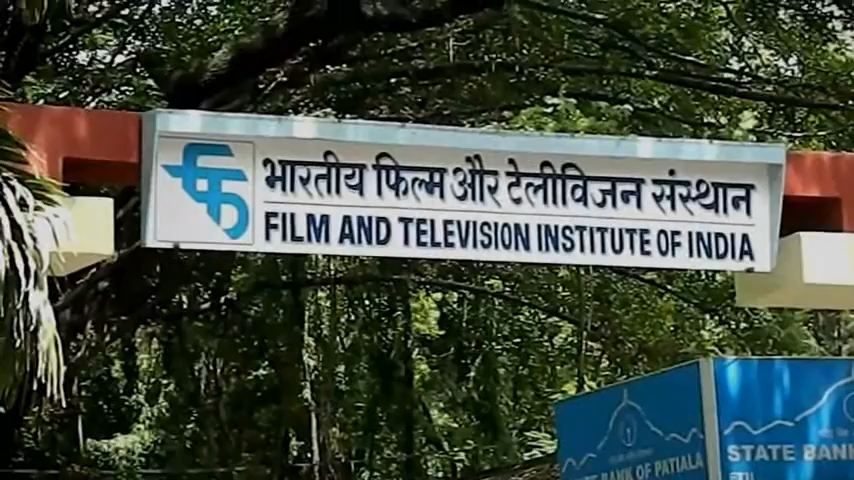 भारतीय फिल्म और टेलीविजन संस्थान
FILM AND TELEVISION INSTITUTE OF INDIA
BANK OF PATIALA
STATE BANK